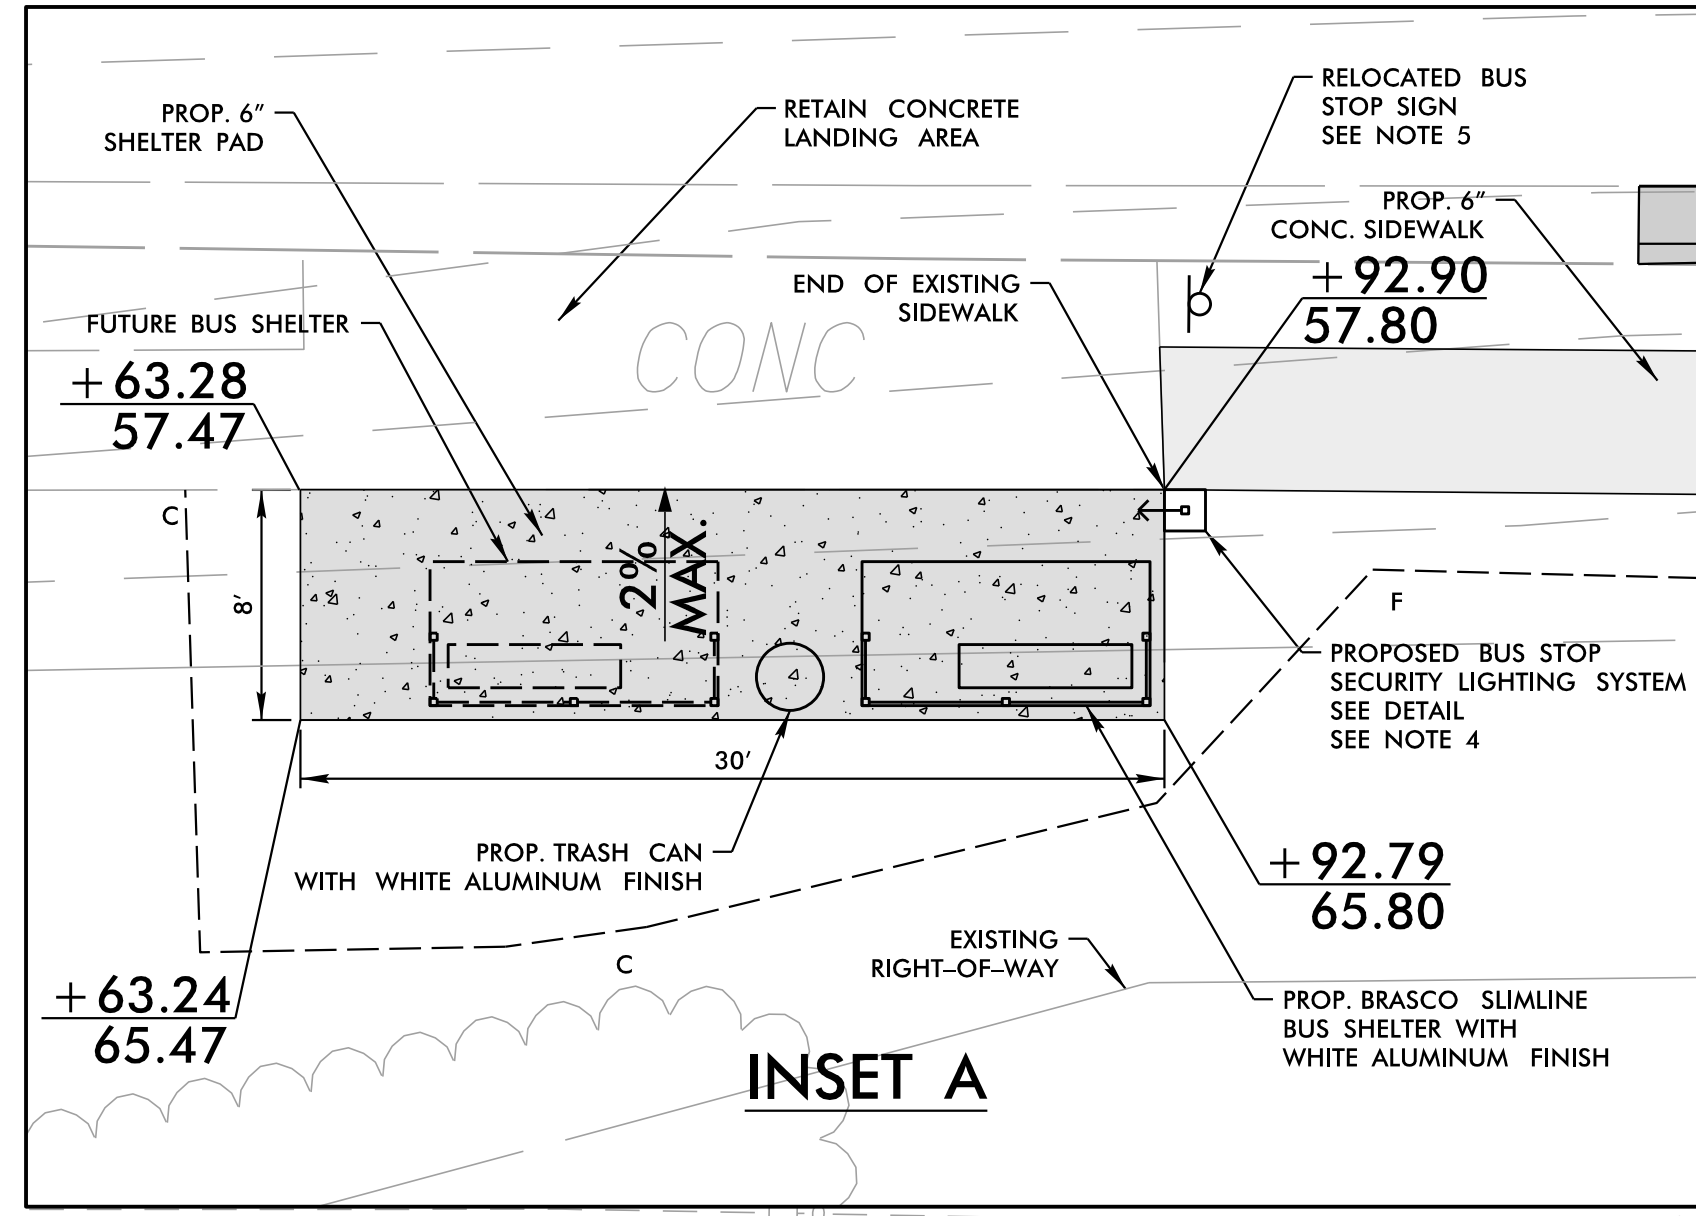 PROP. 6"
SHELTER PAD
RETAIN CONCRETE
LANDING AREA
RELOCATED BUS
STOP SIGN
SEE NOTE 5
PROP. 6"
CONC. SIDEWALK
END OF EXISTING
SIDEWALK
+92.90
57.80
FUTURE BUS SHELTER
CONC
+63.28
57.47
C
8'
2%
MAX.
F
PROPOSED BUS STOP
SECURITY LIGHTING SYSTEM
SEE DETAIL
SEE NOTE 4
30'
PROP. TRASH CAN
WITH WHITE ALUMINUM FINISH
+92.79
65.80
EXISTING
RIGHT-OF-WAY
C
+63.24
65.47
PROP. BRASCO SLIMLINE
BUS SHELTER WITH
WHITE ALUMINUM FINISH
INSET A